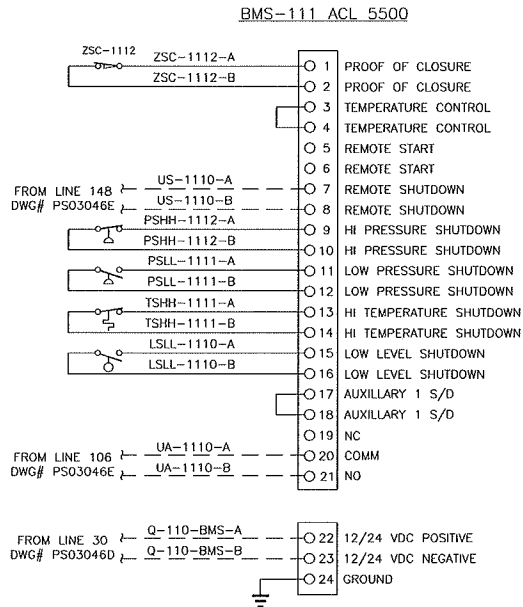 BMS-111 ACL 5500
ZSC-1112
ZSC-1112-A
1 PROOF OF CLOSURE
ZSC-1112-B
2 PROOF OF CLOSURE
3 TEMPERATURE CONTROL
4 TEMPERATURE CONTROL
5 REMOTE START
6 REMOTE START
FROM LINE 148
DWG# PS03046E
US-1110-A
7 REMOTE SHUTDOWN
US-1110-B
8 REMOTE SHUTDOWN
PSHH-1112-A
9 HI PRESSURE SHUTDOWN
PSHH-1112-B
10 HI PRESSURE SHUTDOWN
PSLL-1111-A
11 LOW PRESSURE SHUTDOWN
PSLL-1111-B
12 LOW PRESSURE SHUTDOWN
TSHH-1111-A
13 HI TEMPERATURE SHUTDOWN
TSHH-1111-B
14 HI TEMPERATURE SHUTDOWN
LSLL-1110-A
15 LOW LEVEL SHUTDOWN
LSLL-1110-B
16 LOW LEVEL SHUTDOWN
17 AUXILLARY 1 S/D
18 AUXILLARY 1 S/D
19 NC
FROM LINE 106
DWG# PS03046E
UA-1110-A
20 COMM
UA-1110-B
21 NO
FROM LINE 30
DWG# PS03046D
Q-110-BMS-A
22 12/24 VDC POSITIVE
Q-110-BMS-B
23 12/24 VDC NEGATIVE
24 GROUND